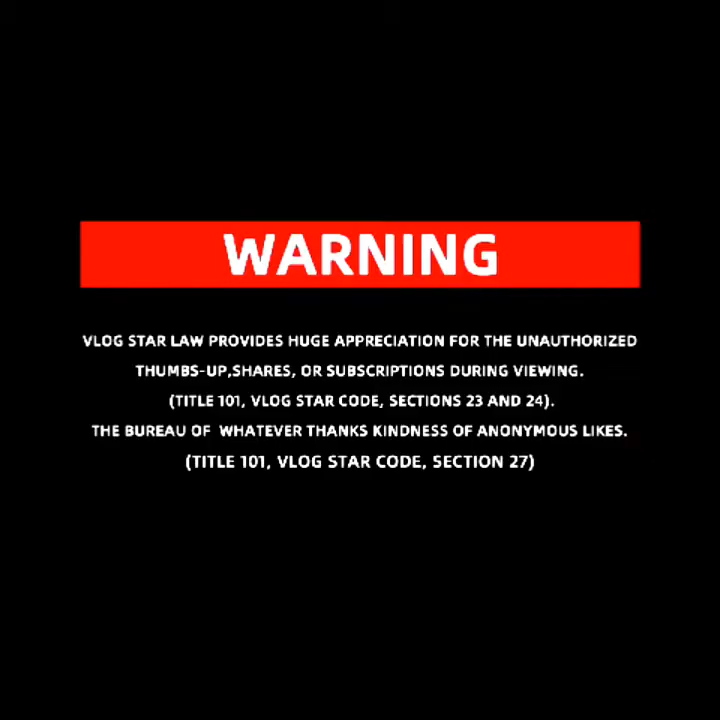 WARNING
VLOG STAR LAW PROVIDES HUGE APPRECIATION FOR THE UNAUTHORIZED
THUMBS-UP,SHARES, OR SUBSCRIPTIONS DURING VIEWING.
(TITLE 101, VLOG STAR CODE, SECTIONS 23 AND 24).
THE BUREAU OF WHATEVER THANKS KINDNESS OF ANONYMOUS LIKES.
(TITLE 101, VLOG STAR CODE, SECTION 27)